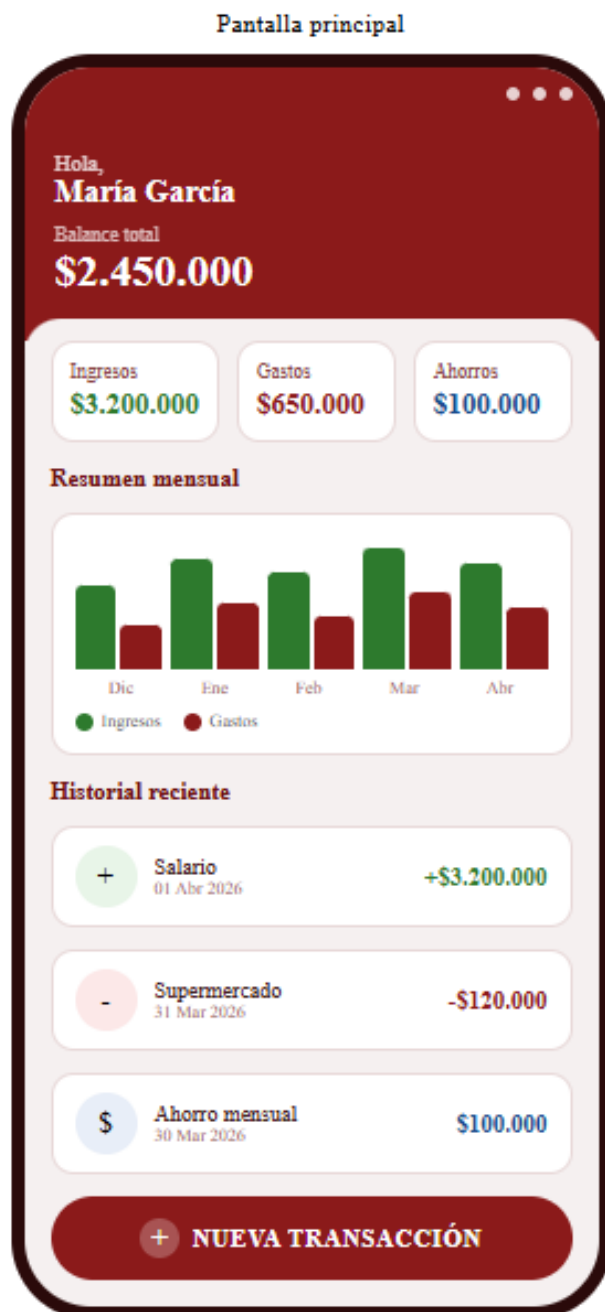 Pantalla principal
Hola,
María García
Balance total
$2.450.000
Ingresos Gastos Ahorros
$3.200.000 $650.000 $100.000
Resumen mensual
Dic Ene Feb Mar Abr
Ingresos Gastos
Historial reciente
+ Salario +$3.200.000
01 Abr 2026
- Supermercado -$120.000
31 Mar 2026
$ Ahorro mensual $100.000
30 Mar 2026
+ NUEVA TRANSACCIÓN